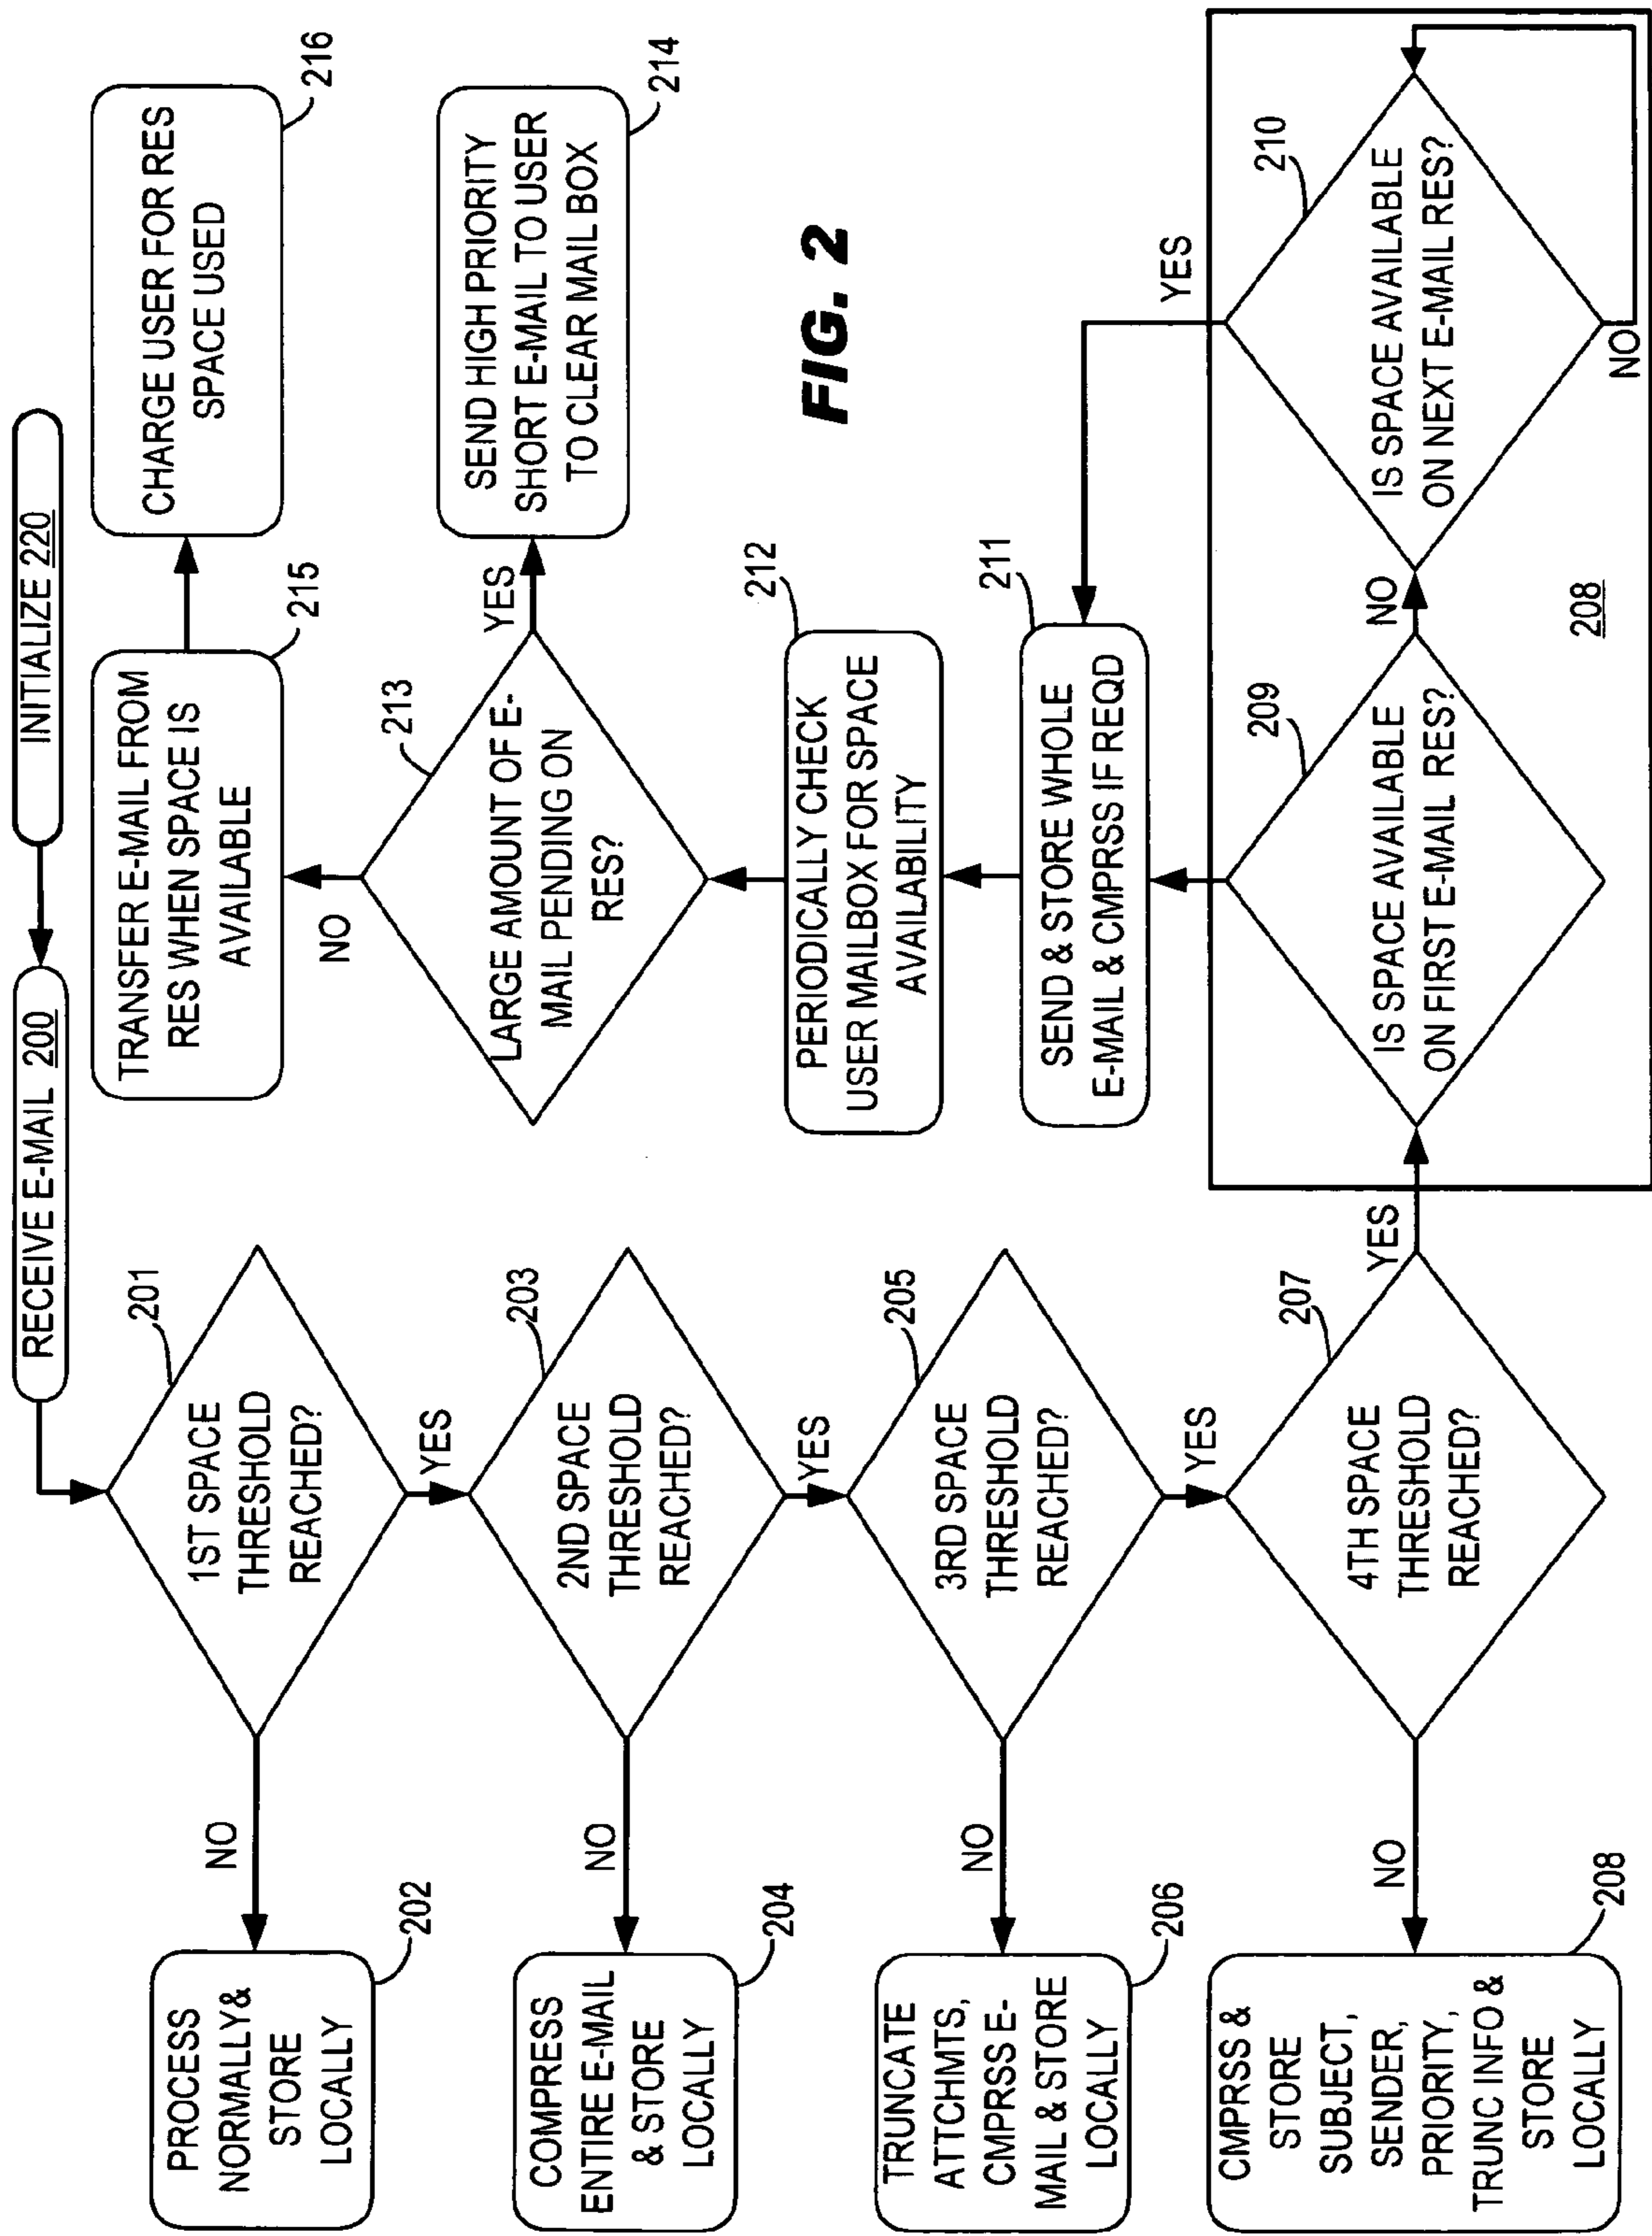 INITIALIZE 220
RECEIVE E-MAIL 200
201
1ST SPACE
THRESHOLD
REACHED?
NO
YES
PROCESS
NORMALLY &
STORE
LOCALLY
202
203
2ND SPACE
THRESHOLD
REACHED?
NO
YES
COMPRESS
ENTIRE E-MAIL
& STORE
LOCALLY
204
205
3RD SPACE
THRESHOLD
REACHED?
NO
YES
TRUNCATE
ATTCHMTS,
CMPRSS E-
MAIL & STORE
LOCALLY
206
207
4TH SPACE
THRESHOLD
REACHED?
NO
YES
CMPRSS &
STORE
SUBJECT,
SENDER,
PRIORITY,
TRUNC INFO &
STORE
LOCALLY
208
209
IS SPACE AVAILABLE
ON FIRST E-MAIL RES?
NO
208
210
IS SPACE AVAILABLE
ON NEXT E-MAIL RES?
NO
YES
211
SEND & STORE WHOLE
E-MAIL & CMPRSS IF REQD
212
PERIODICALLY CHECK
USER MAILBOX FOR SPACE
AVAILABILITY
213
LARGE AMOUNT OF E-
MAIL PENDING ON
RES?
YES
NO
SEND HIGH PRIORITY
SHORT E-MAIL TO USER
TO CLEAR MAIL BOX
214
TRANSFER E-MAIL FROM
RES WHEN SPACE IS
AVAILABLE
215
CHARGE USER FOR RES
SPACE USED
216
FIG. 2